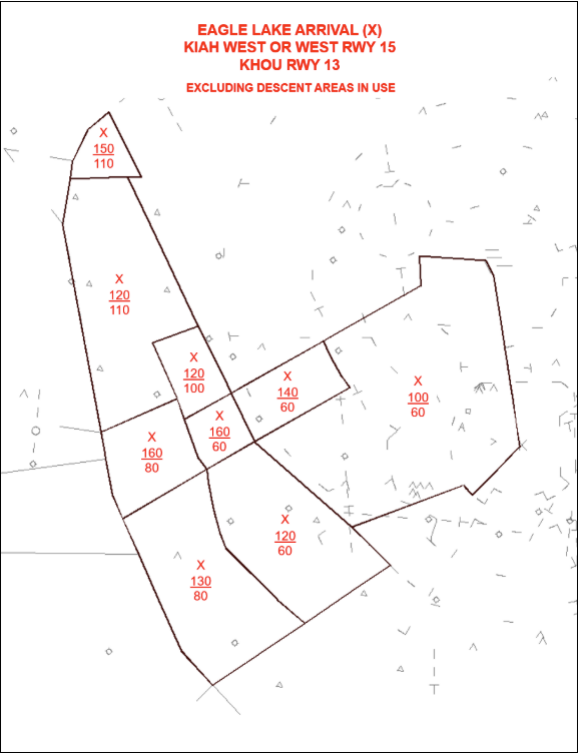 EAGLE LAKE ARRIVAL (X)
KIAH WEST OR WEST RWY 15
KHOU RWY 13
EXCLUDING DESCENT AREAS IN USE
X
150
110
X
120
110
X
120
100
X
140
60
X
100
60
X
160
60
X
160
80
X
120
60
X
130
80